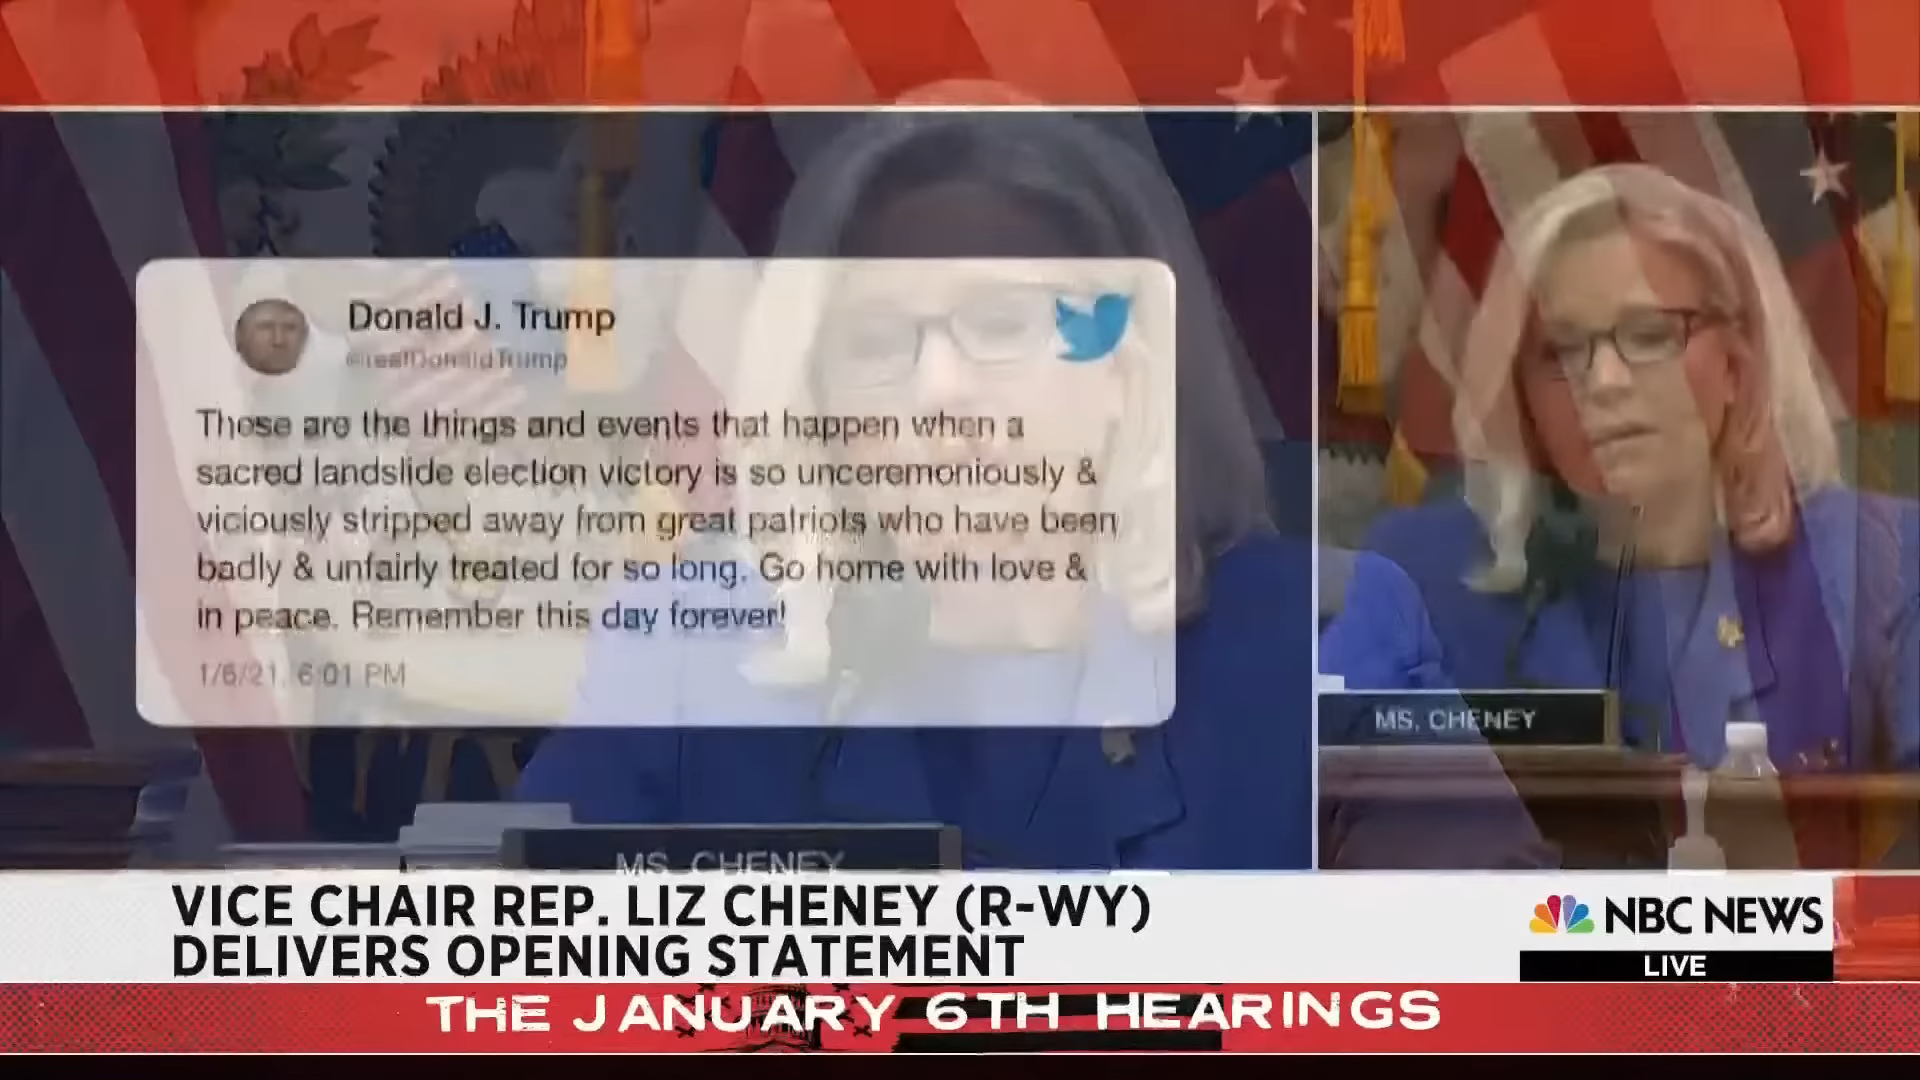 Donald J. Trump
@realDonaldTrump
These are the things and events that happen when a
sacred landslide election victory is so unceremoniously &
viciously stripped away from great patriots who have been
badly & unfairly treated for so long. Go home with love &
in peace. Remember this day forever!
1/6/21, 6:01 PM
MS. CHENEY
MS. CHENEY
VICE CHAIR REP. LIZ CHENEY (R-WY)
DELIVERS OPENING STATEMENT
NBC NEWS
LIVE
THE JANUARY 6TH HEARINGS